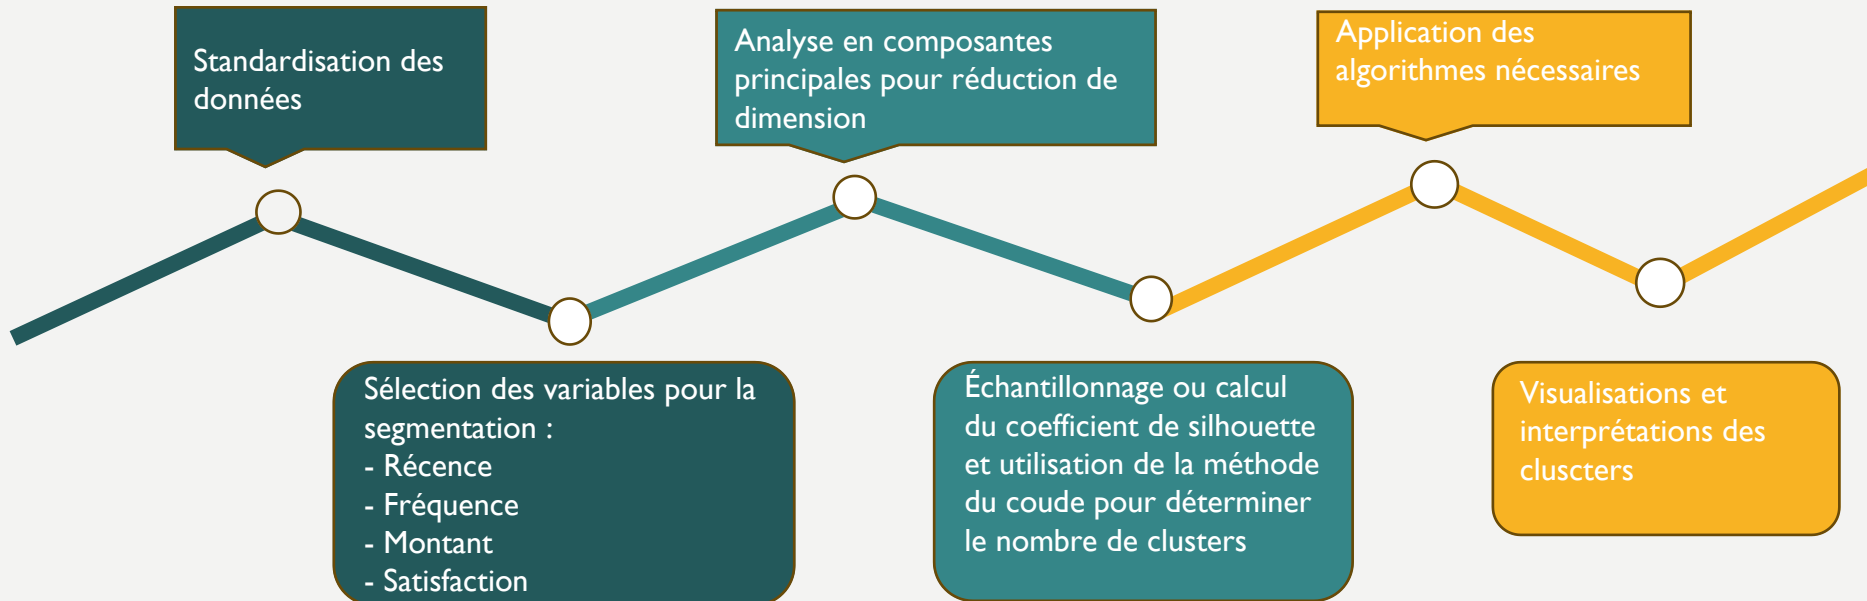 Standardisation des
données
Sélection des variables pour la
segmentation :
- Récence
- Fréquence
- Montant
- Satisfaction
Analyse en composantes
principales pour réduction de
dimension
Échantillonnage ou calcul
du coefficient de silhouette
et utilisation de la méthode
du coude pour déterminer
le nombre de clusters
Application des
algorithmes nécessaires
Visualisations et
interprétations des
cluscters